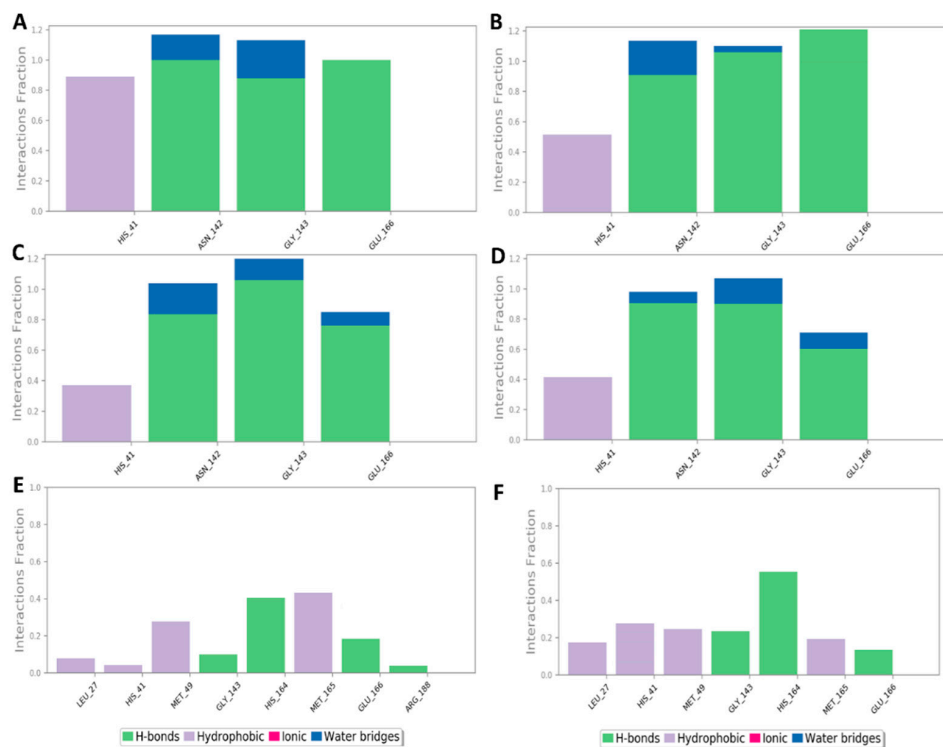 A
Interactions Fraction
1.2
1.0
0.8
0.6
0.4
0.2
0.0
HIS_41
ASN_142
GLY_143
GLU_166
B
Interactions Fraction
1.2
1.0
0.8
0.6
0.4
0.2
0.0
HIS_41
ASN_142
GLY_143
GLU_166
C
Interactions Fraction
1.2
1.0
0.8
0.6
0.4
0.2
0.0
HIS_41
ASN_142
GLY_143
GLU_166
D
Interactions Fraction
1.2
1.0
0.8
0.6
0.4
0.2
0.0
HIS_41
ASN_142
GLY_143
GLU_166
E
Interactions Fraction
1.0
0.8
0.6
0.4
0.2
0.0
LEU_27
HIS_41
MET_49
GLY_143
HIS_164
MET_165
GLU_166
ARG_188
F
Interactions Fraction
1.0
0.8
0.6
0.4
0.2
0.0
LEU_27
HIS_41
MET_49
GLY_143
HIS_164
MET_165
GLU_166
H-bonds Hydrophobic Ionic Water bridges
H-bonds Hydrophobic Ionic Water bridges